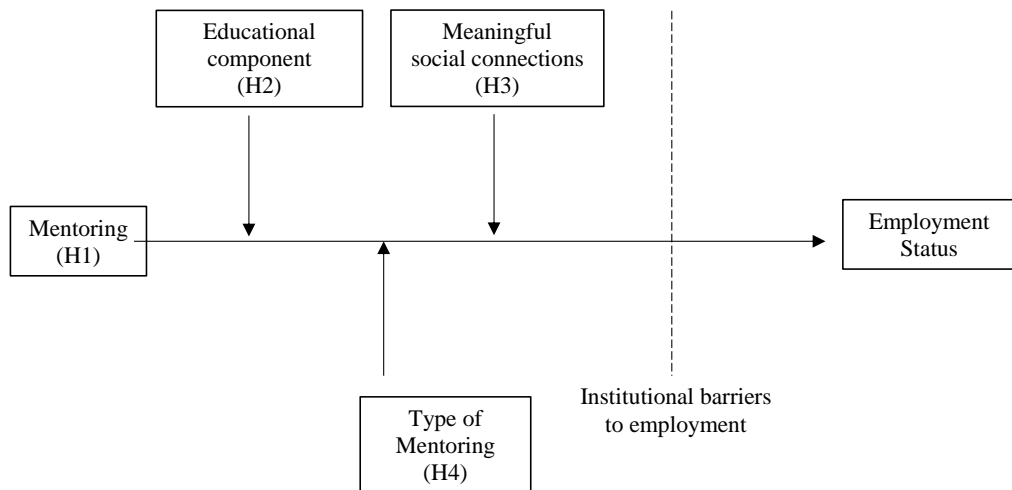 Educational
component
(H2)
Meaningful
social connections
(H3)
Mentoring
(H1)
Employment
Status
Type of
Mentoring
(H4)
Institutional barriers
to employment